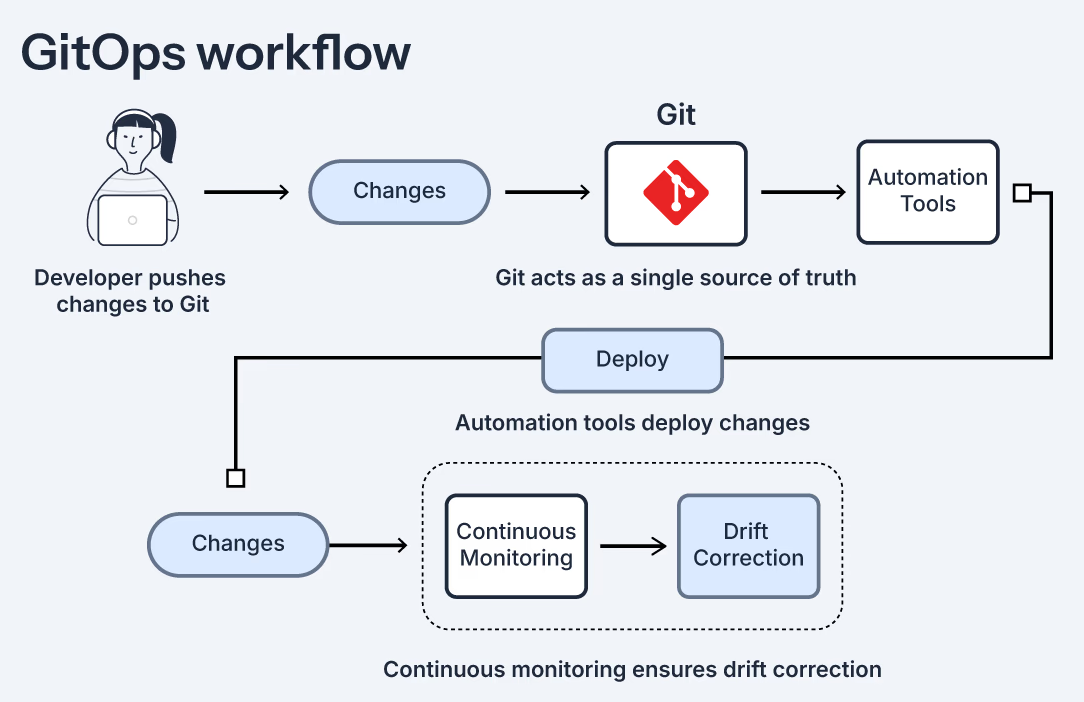 GitOps workflow
Git
Changes
Automation
Tools
Developer pushes
changes to Git
Git acts as a single source of truth
Deploy
Automation tools deploy changes
Changes
Continuous
Monitoring
Drift
Correction
Continuous monitoring ensures drift correction